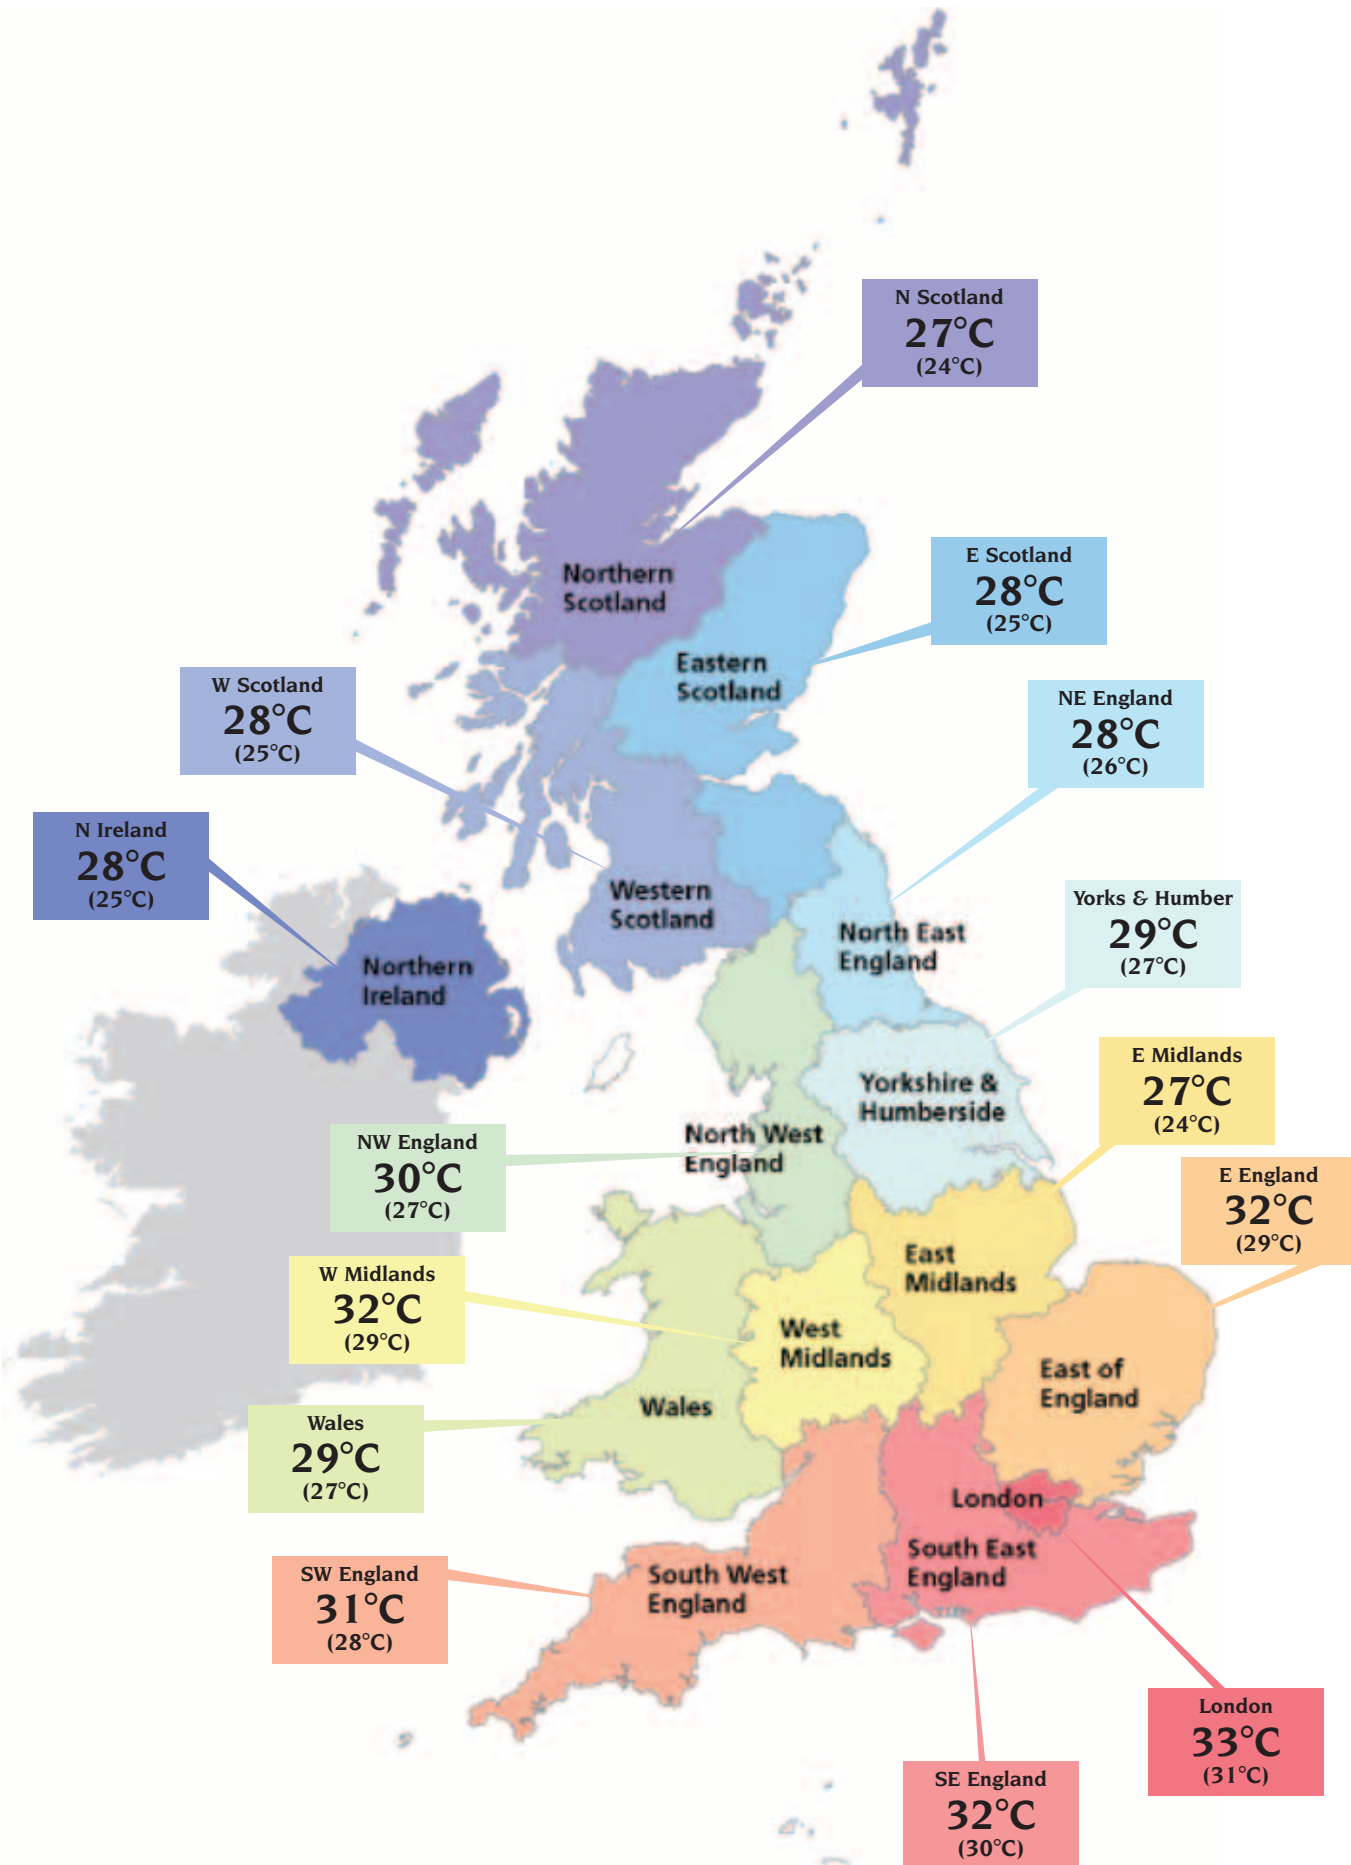 N Scotland
27°C
(24°C)
E Scotland
28°C
(25°C)
Northern
Scotland
Eastern
Scotland
W Scotland
28°C
(25°C)
NE England
28°C
(26°C)
N Ireland
28°C
(25°C)
Western
Scotland
Yorks & Humber
29°C
(27°C)
North East
England
Northern
Ireland
E Midlands
27°C
(24°C)
Yorkshire &
Humberside
NW England
30°C
(27°C)
North West
England
E England
32°C
(29°C)
W Midlands
32°C
(29°C)
East
Midlands
West
Midlands
East of
England
Wales
Wales
29°C
(27°C)
London
South East
England
SW England
31°C
(28°C)
South West
England
London
33°C
(31°C)
SE England
32°C
(30°C)